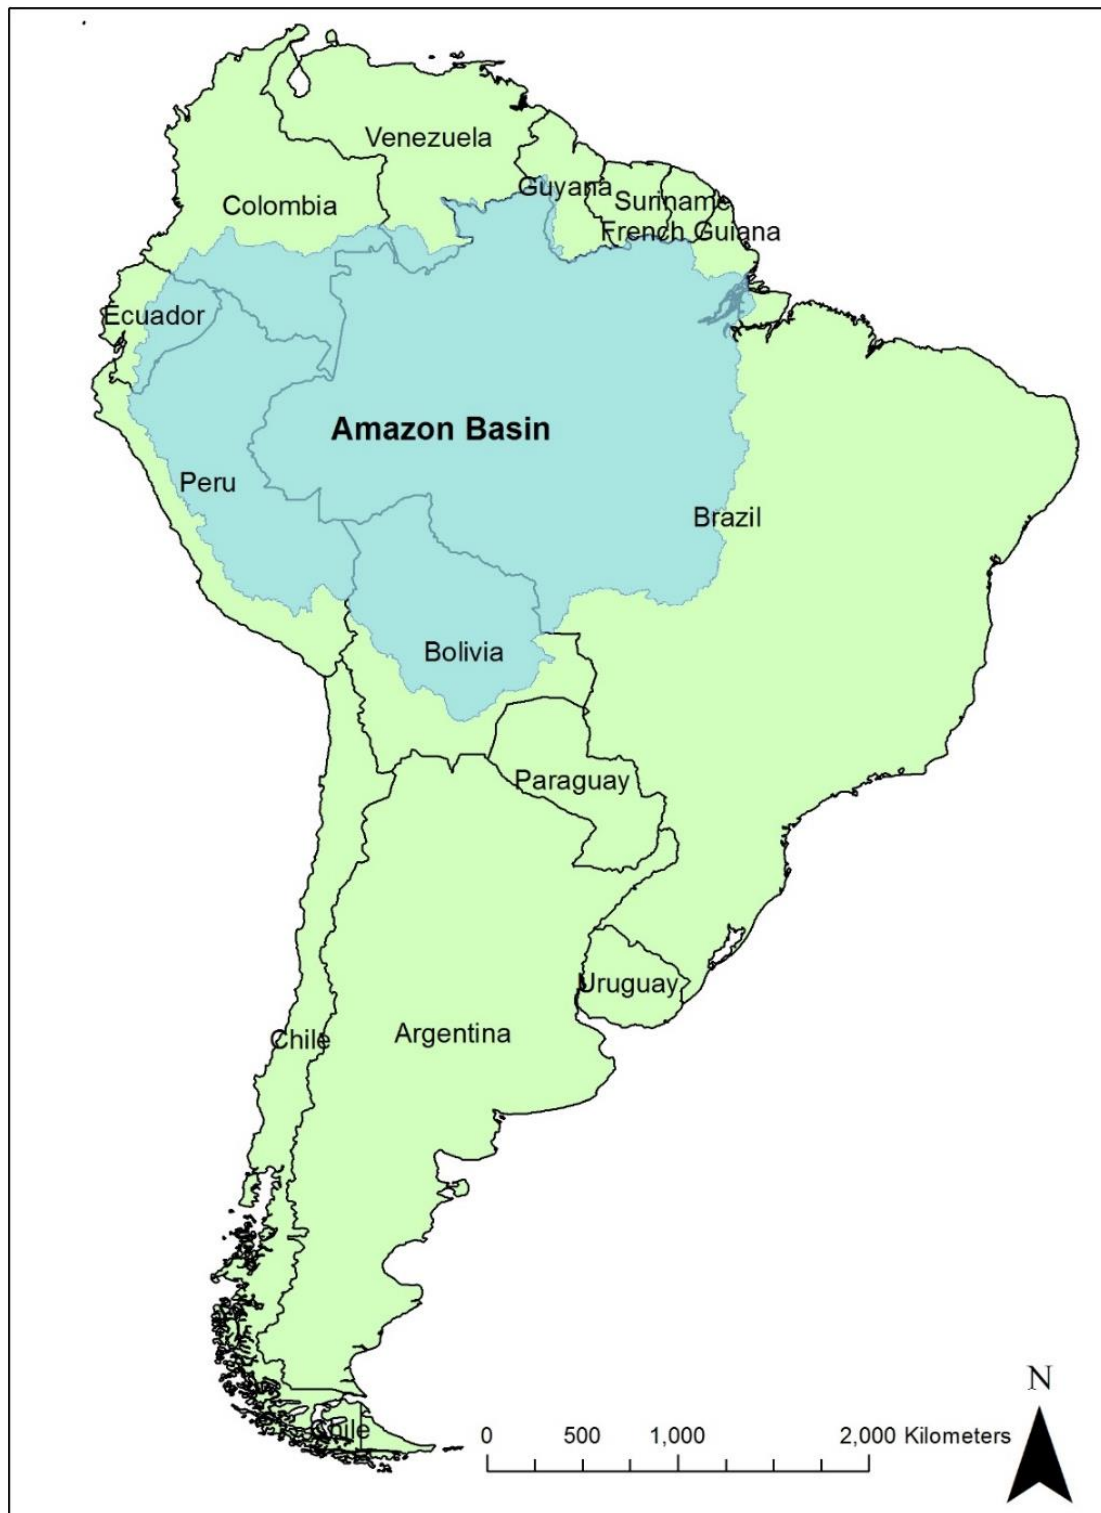 Venezuela
Guyana
Suriname
Colombia
French Guiana
Ecuador
Amazon Basin
Peru
Brazil
Bolivia
Paraguay
Uruguay
Argentina
Chile
N
Chile
0 500 1,000 2,000 Kilometers